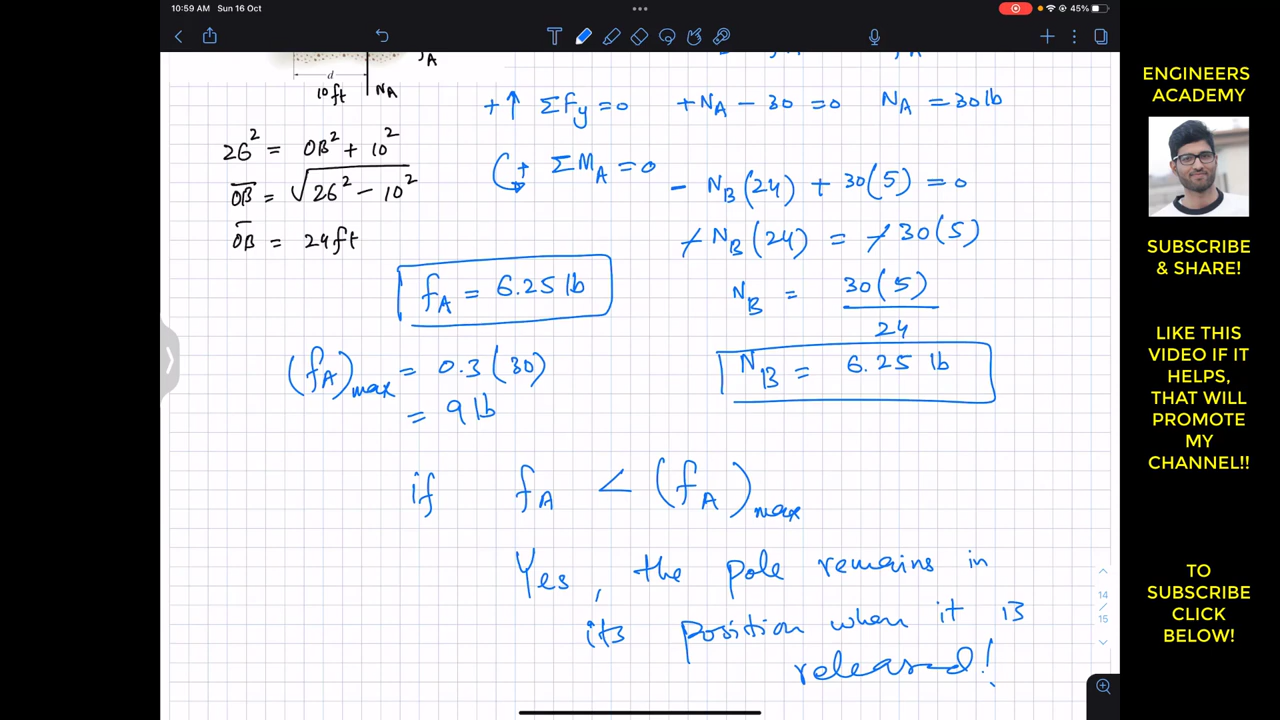 10:59 AM Sun 16 Oct
45%
d
10ft
NA
fA
+↑ ΣFy = 0 +NA − 30 = 0 NA = 30 lb
26² = OB² + 10²
OB = √26² − 10²
OB = 24ft
+ ΣMA = 0
− NB(24) + 30(5) = 0
− NB(24) = − 30(5)
NB = 30(5)
24
NB = 6.25 lb
fA = 6.25 lb
(fA)max = 0.3(30)
= 9 lb
if fA < (fA)max
Yes, the pole remains in
its position when it is
released!
14
/
15
ENGINEERS
ACADEMY
SUBSCRIBE
& SHARE!
LIKE THIS
VIDEO IF IT
HELPS,
THAT WILL
PROMOTE
MY
CHANNEL!!
TO
SUBSCRIBE
CLICK
BELOW!